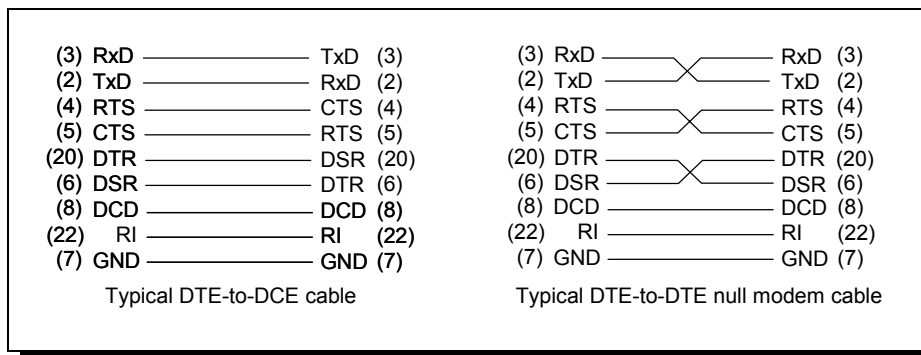 (3) RxD TxD (3)
(2) TxD RxD (2)
(4) RTS CTS (4)
(5) CTS RTS (5)
(20) DTR DSR (20)
(6) DSR DTR (6)
(8) DCD DCD (8)
(22) RI RI (22)
(7) GND GND (7)
Typical DTE-to-DCE cable
(3) RxD RxD (3)
(2) TxD TxD (2)
(4) RTS RTS (4)
(5) CTS CTS (5)
(20) DTR DTR (20)
(6) DSR DSR (6)
(8) DCD DCD (8)
(22) RI RI (22)
(7) GND GND (7)
Typical DTE-to-DTE null modem cable